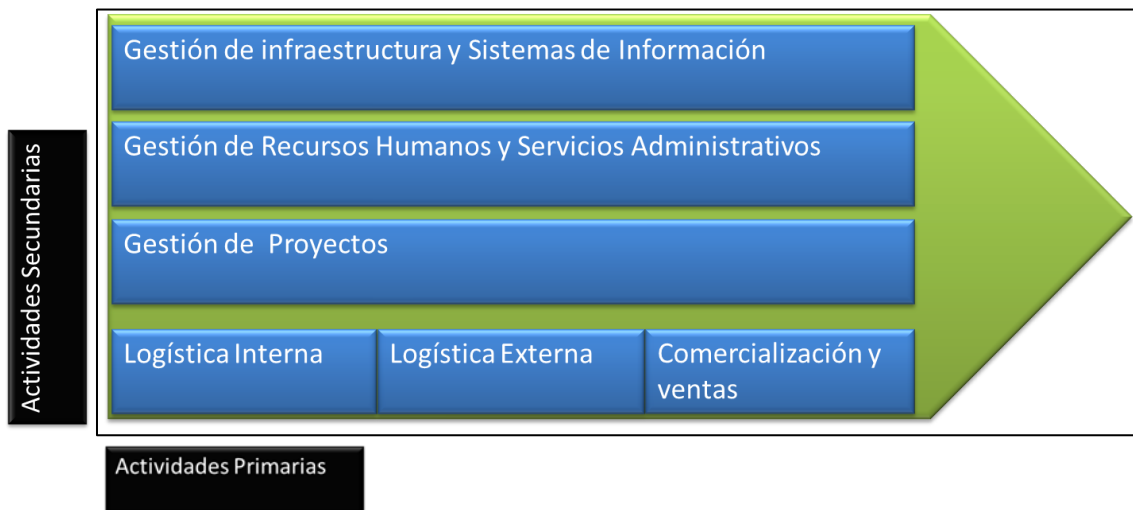 Gestión de infraestructura y Sistemas de Información
Gestión de Recursos Humanos y Servicios Administrativos
Gestión de Proyectos
Logística Interna
Logística Externa
Comercialización y
ventas
Actividades Secundarias
Actividades Primarias